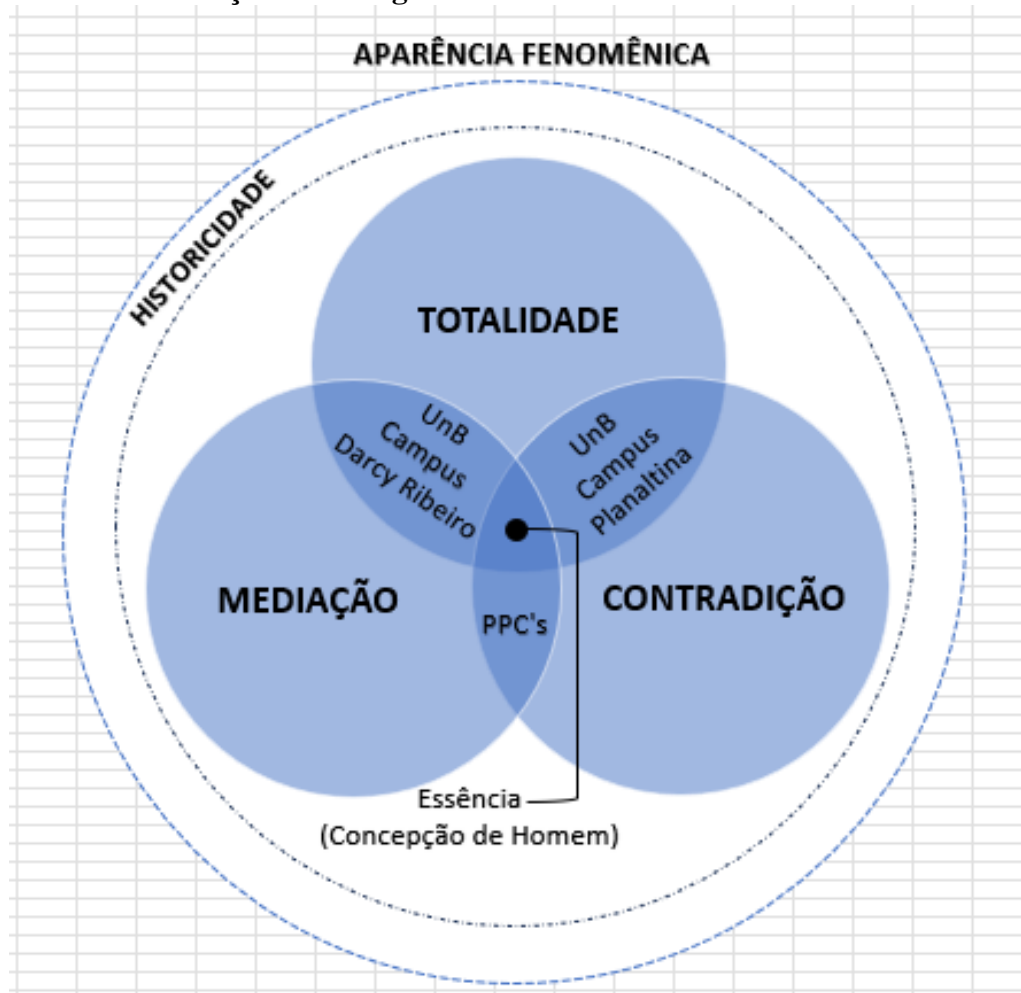 APARÊNCIA FENOMÊNICA
HISTORICIDADE
TOTALIDADE
UnB
Campus
Darcy Ribeiro
UnB
Campus
Planaltina
MEDIAÇÃO
CONTRADIÇÃO
PPC's
Essência
(Concepção de Homem)